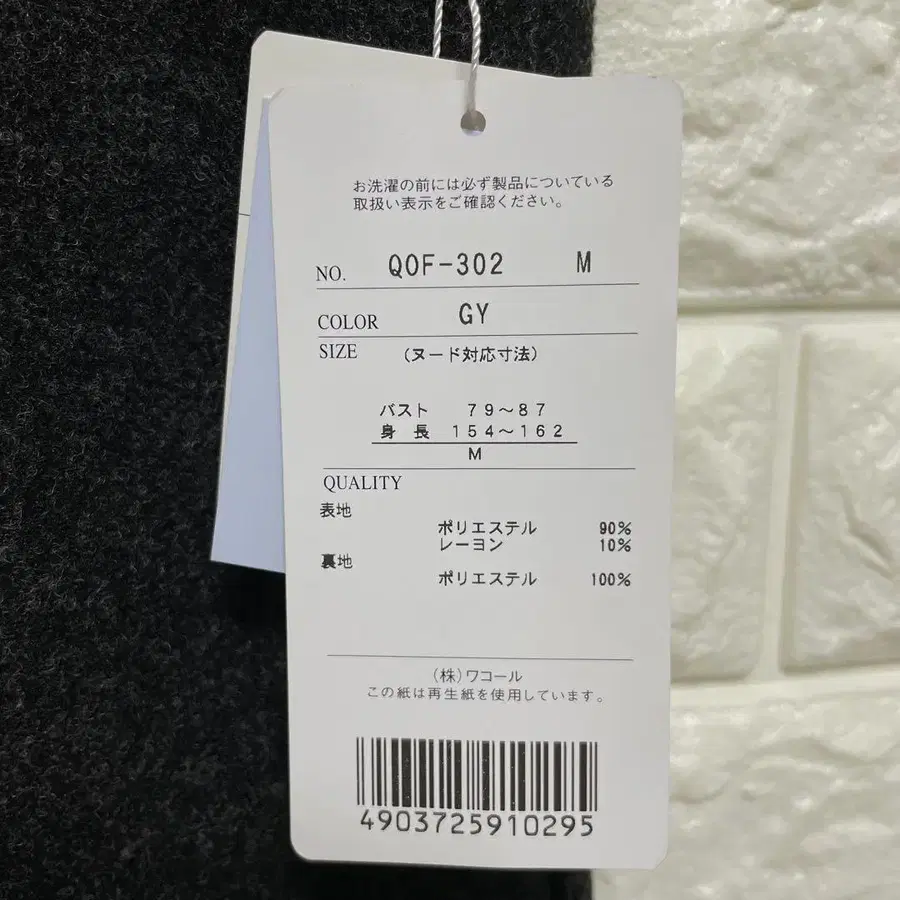 お洗濯の前には必ず製品についている
取扱い表示をご確認ください。
NO. QOF-302 M
COLOR GY
SIZE (ヌード対応寸法)
バスト 79～87
身長 154～162
M
QUALITY
表地
ポリエステル 90%
レーヨン 10%
裏地
ポリエステル 100%
(株)ワコール
この紙は再生紙を使用しています。
4903725910295